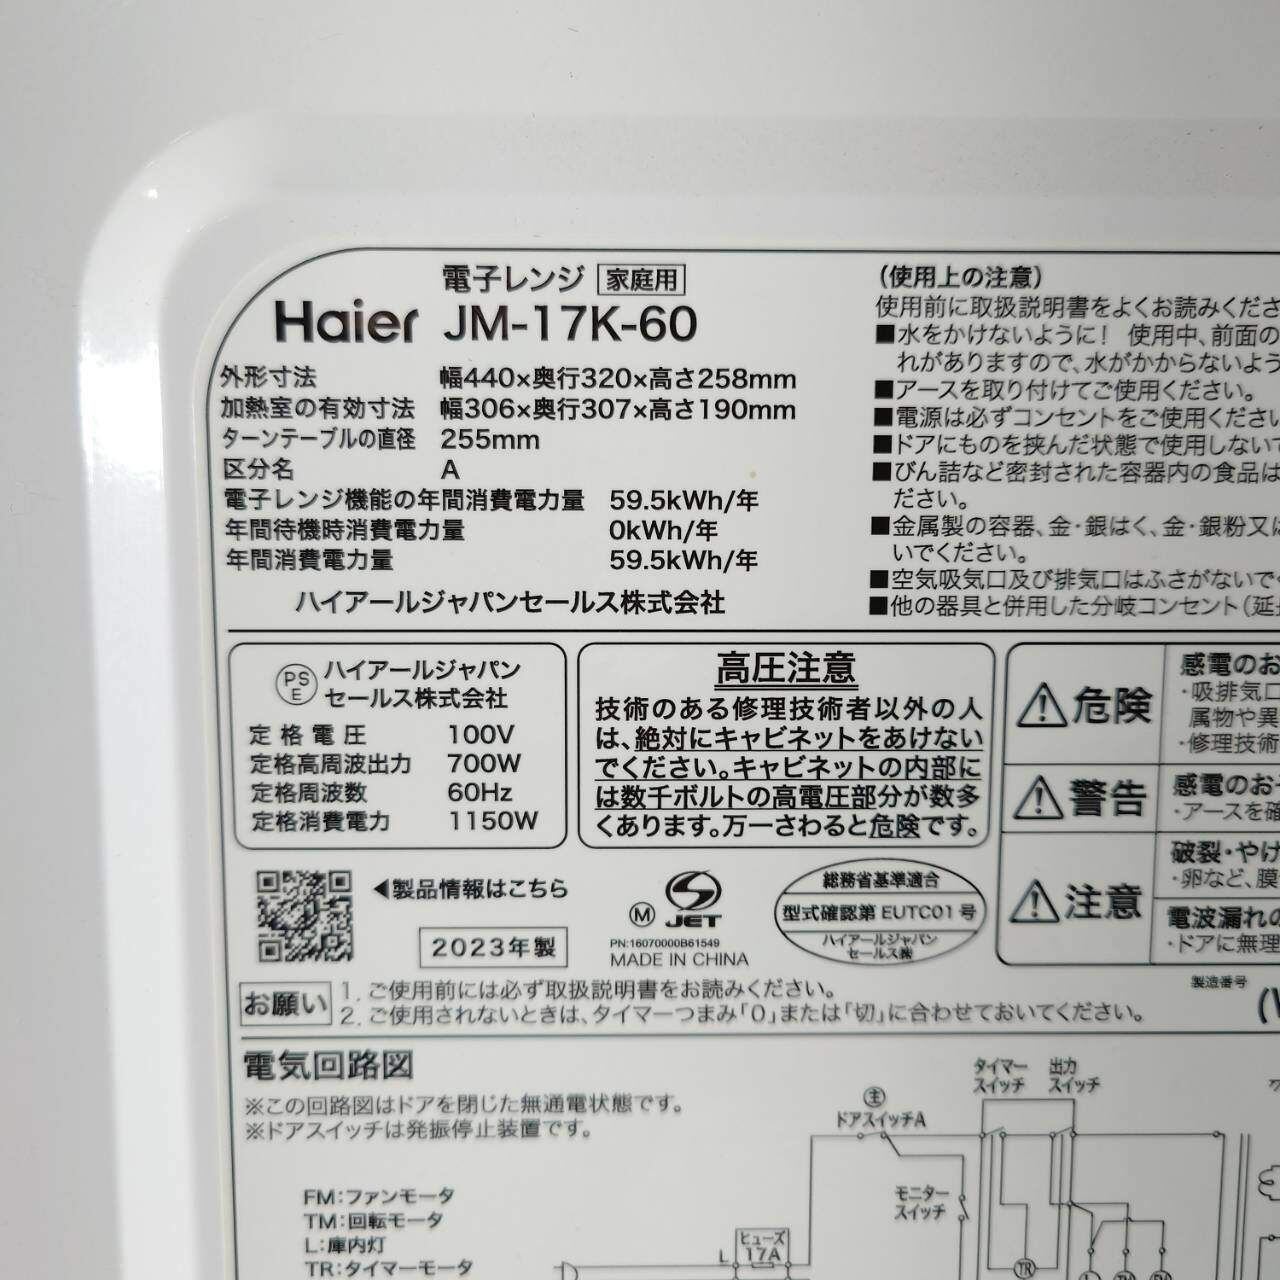 電子レンジ 家庭用
Haier JM-17K-60
外形寸法 幅440×奥行320×高さ258mm
加熱室の有効寸法 幅306×奥行307×高さ190mm
ターンテーブルの直径 255mm
区分名 A
電子レンジ機能の年間消費電力量 59.5kWh/年
年間待機時消費電力量 0kWh/年
年間消費電力量 59.5kWh/年
ハイアールジャパンセールス株式会社
(使用上の注意)
使用前に取扱説明書をよくお読みくださ
■水をかけないように! 使用中、前面の
れがありますので、水がかからないよう
■アースを取り付けてご使用ください。
■電源は必ずコンセントをご使用ください
■ドアにものを挟んだ状態で使用しないで
■びん詰など密封された容器内の食品は
ださい。
■金属製の容器、金・銀はく、金・銀粉又は
いでください。
■空気吸気口及び排気口はふさがないでく
■他の器具と併用した分岐コンセント(延長
PSE
ハイアールジャパン
セールス株式会社
定格電圧 100V
定格高周波出力 700W
定格周波数 60Hz
定格消費電力 1150W
高圧注意
技術のある修理技術者以外の人
は、絶対にキャビネットをあけない
でください。キャビネットの内部に
は数千ボルトの高電圧部分が数多
くあります。万一さわると危険です。
危険
感電のお
・吸排気口
属物や異
・修理技術
警告
感電のおそ
・アースを確
注意
破裂・やけ
・卵など、膜
電波漏れの
・ドアに無理
◀製品情報はこちら
2023年製
M JET
PN:16070000B61549
MADE IN CHINA
総務省基準適合
型式確認第 EUTC01 号
ハイアールジャパン
セールス㈱
製造番号
(V
お願い
1. ご使用前には必ず取扱説明書をお読みください。
2. ご使用されないときは、タイマーつまみ「0」または「切」に合わせておいてください。
電気回路図
※この回路図はドアを閉じた無通電状態です。
※ドアスイッチは発振停止装置です。
FM:ファンモータ
TM:回転モータ
L:庫内灯
TR:タイマーモータ
タイマー
スイッチ
出力
スイッチ
主
ドアスイッチA
モニター
スイッチ
L
ヒューズ
17A
TR